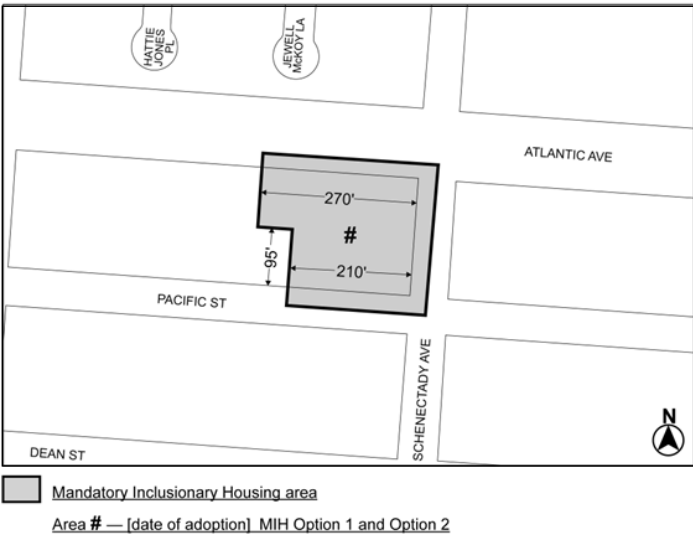 HATTIE
JONES
PL
JEWELL
McKOY LA
ATLANTIC AVE
270'
#
95'
210'
PACIFIC ST
SCHENECTADY AVE
N
DEAN ST
Mandatory Inclusionary Housing area
Area # — [date of adoption] MIH Option 1 and Option 2